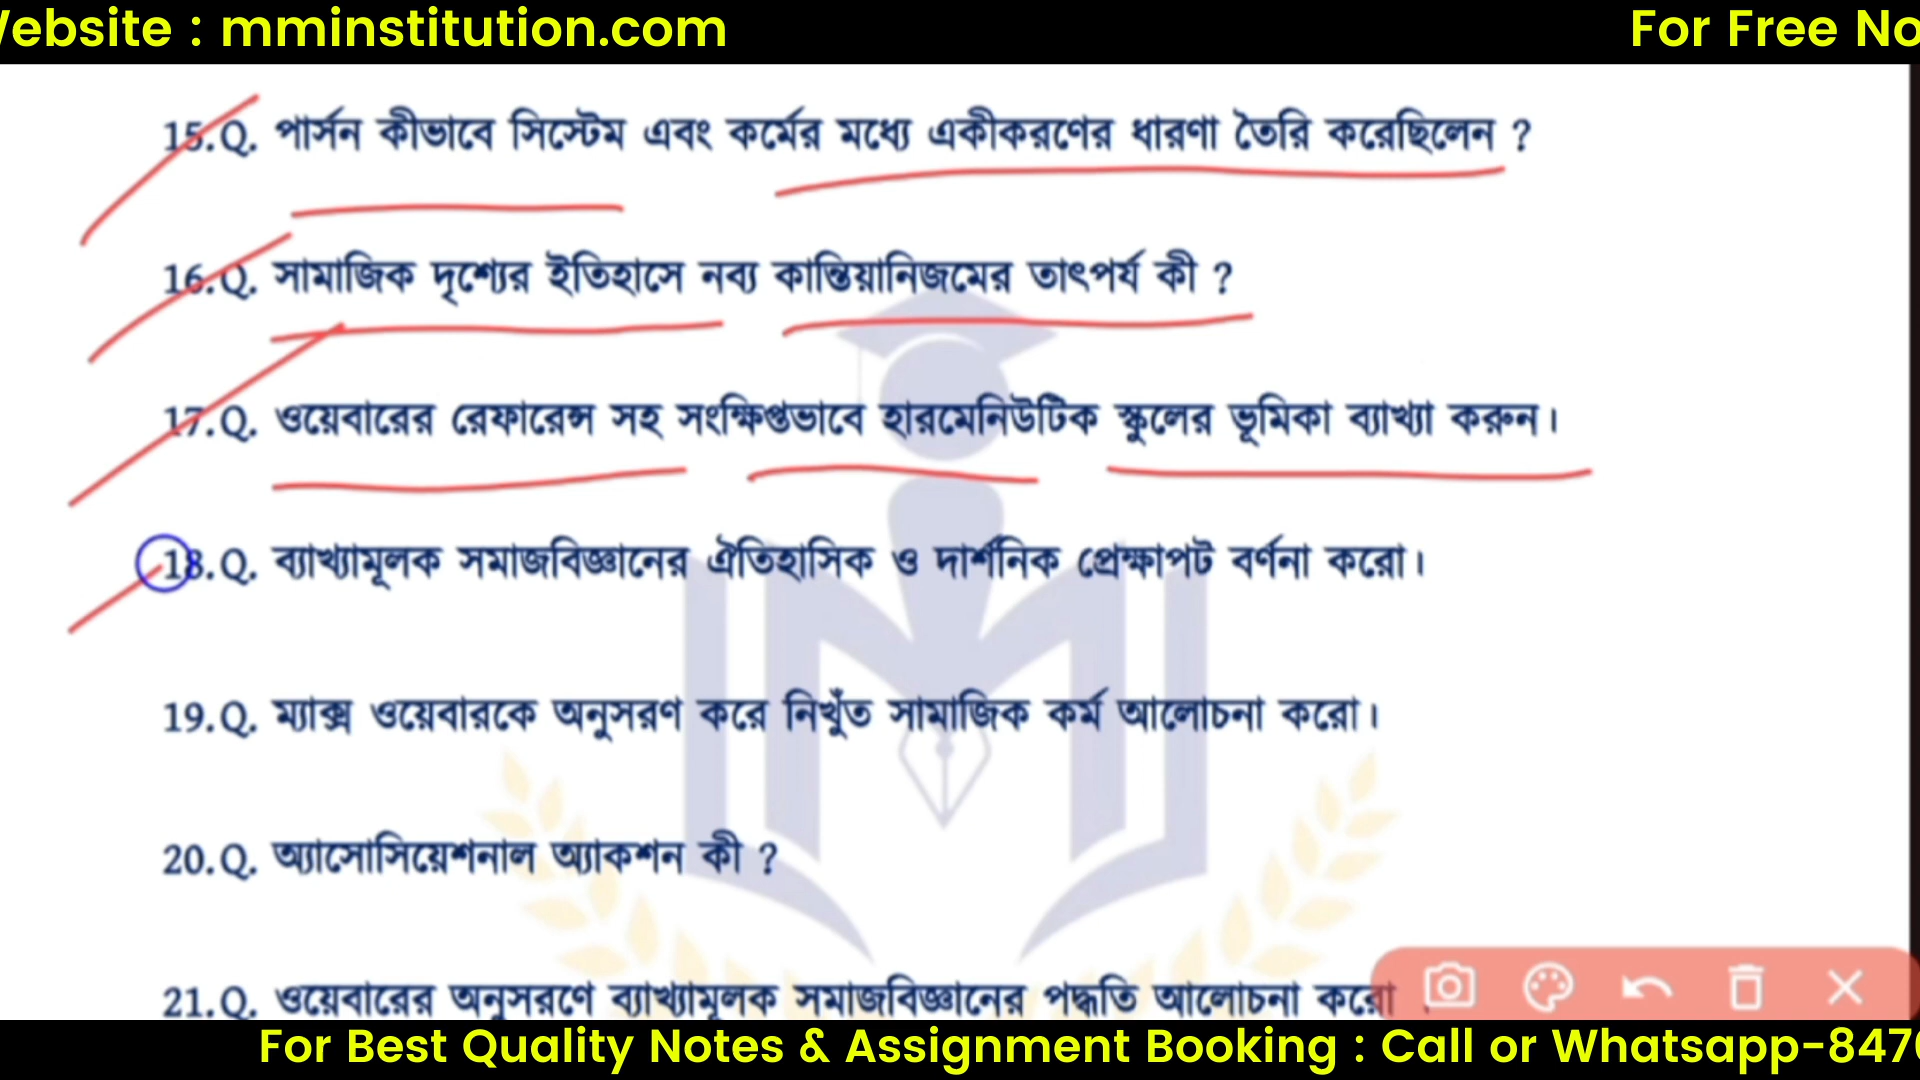 : mminstitution.com
For Free
15.Q. পার্সন কীভাবে সিস্টেম এবং কর্মের মধ্যে একীকরণের ধারণা তৈরি করেছিলেন ?
16.Q. সামাজিক দৃশ্যের ইতিহাসে নব্য কান্তিয়ানিজমের তাৎপর্য কী ?
17.Q. ওয়েবারের রেফারেন্স সহ সংক্ষিপ্তভাবে হারমেনিউটিক স্কুলের ভূমিকা ব্যাখ্যা করুন।
18.Q. ব্যাখ্যামূলক সমাজবিজ্ঞানের ঐতিহাসিক ও দার্শনিক প্রেক্ষাপট বর্ণনা করো।
19.Q. ম্যাক্স ওয়েবারকে অনুসরণ করে নিখুঁত সামাজিক কর্ম আলোচনা করো।
20.Q. অ্যাসোসিয়েশনাল অ্যাকশন কী ?
21.Q. ওয়েবারের অনুসরণে ব্যাখ্যামূলক সমাজবিজ্ঞানের পদ্ধতি আলোচনা করো
For Best Quality Notes & Assignment Booking : Call or Whatsapp-847